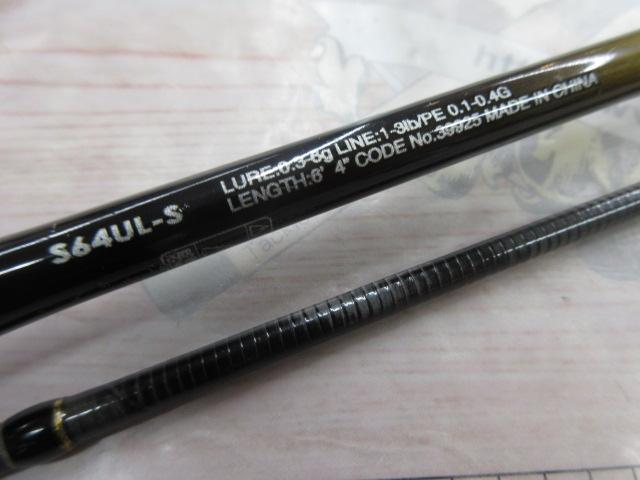 S64UL-S
LURE:0.3-6g LINE:1-3lb/PE 0.1-0.4G
LENGTH:6' 4" CODE No.39925 MADE IN CHINA